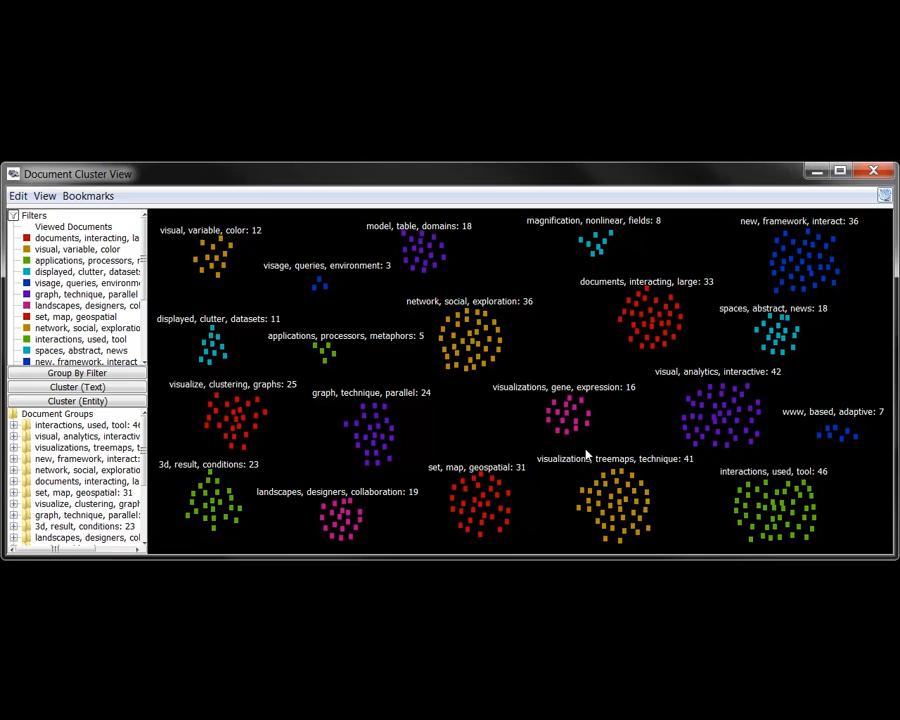 Document Cluster View
Edit View Bookmarks
Filters
Viewed Documents
documents, interacting, la
visual, variable, color
applications, processors, r
displayed, clutter, datasets:
visage, queries, environme:
graph, technique, parallel
landscapes, designers, col
set, map, geospatial
network, social, exploratio
interactions, used, tool
spaces, abstract, news
new, framework, interact
Group By Filter
Cluster (Text)
Cluster (Entity)
Document Groups
interactions, used, tool: 46
visual, analytics, interactiv
visualizations, treemaps, t
new, framework, interact:
network, social, exploratio
documents, interacting, la
set, map, geospatial: 31
visualize, clustering, graph:
graph, technique, parallel:
3d, result, conditions: 23
landscapes, designers, col
visual, variable, color: 12
model, table, domains: 18
magnification, nonlinear, fields: 8
new, framework, interact: 36
visage, queries, environment: 3
documents, interacting, large: 33
network, social, exploration: 36
spaces, abstract, news: 18
displayed, clutter, datasets: 11
applications, processors, metaphors: 5
visual, analytics, interactive: 42
visualize, clustering, graphs: 25
graph, technique, parallel: 24
visualizations, gene, expression: 16
www, based, adaptive: 7
3d, result, conditions: 23
set, map, geospatial: 31
visualizations, treemaps, technique: 41
interactions, used, tool: 46
landscapes, designers, collaboration: 19